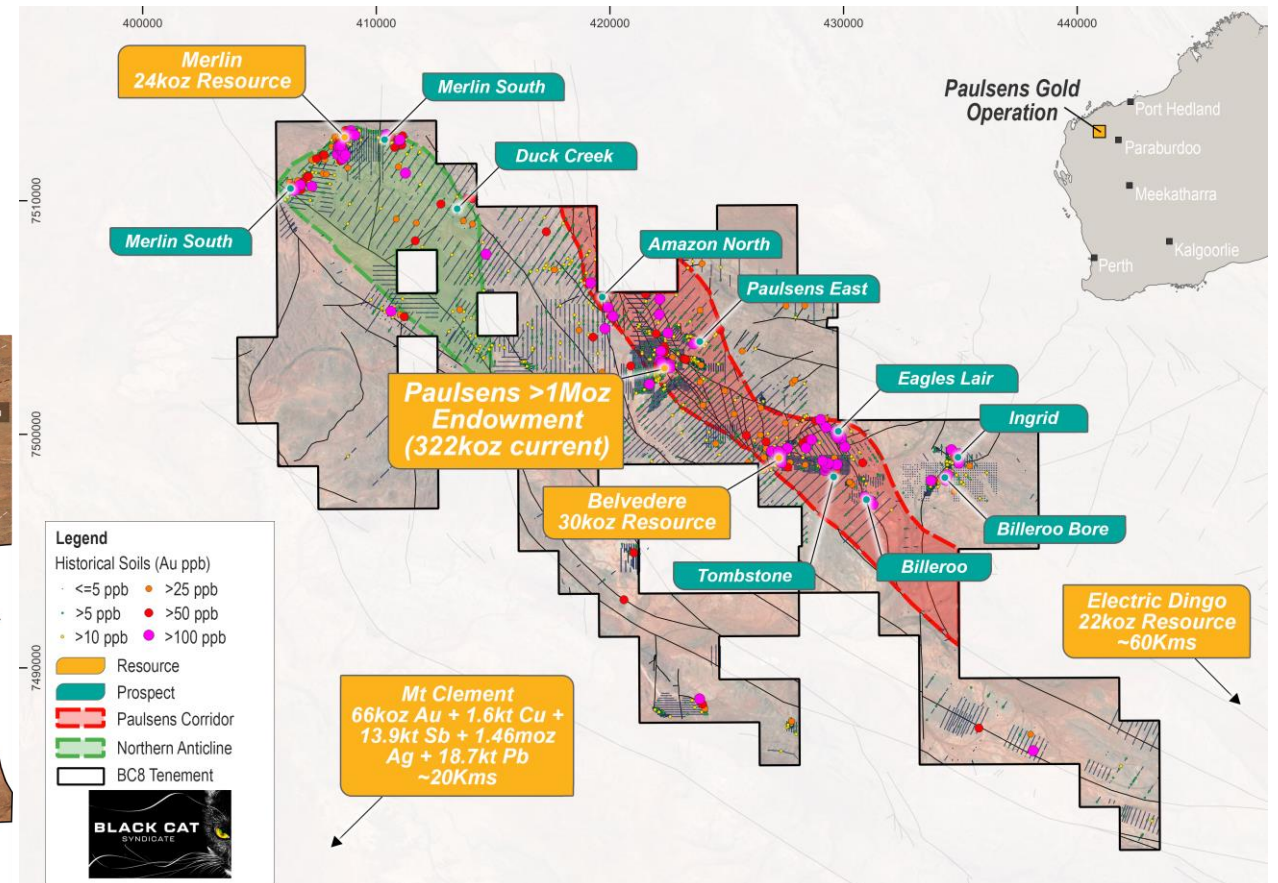 400000
410000
420000
430000
440000
7510000
7500000
7490000
Merlin
24koz Resource
Merlin South
Duck Creek
Merlin South
Amazon North
Paulsens East
Paulsens >1Moz
Endowment
(322koz current)
Eagles Lair
Ingrid
Belvedere
30koz Resource
Billeroo Bore
Tombstone
Billeroo
Electric Dingo
22koz Resource
~60Kms
Mt Clement
66koz Au + 1.6kt Cu +
13.9kt Sb + 1.46moz
Ag + 18.7kt Pb
~20Kms
Paulsens Gold
Operation
Port Hedland
Paraburdoo
Meekatharra
Kalgoorlie
Perth
Legend
Historical Soils (Au ppb)
<=5 ppb
>25 ppb
>5 ppb
>50 ppb
>10 ppb
>100 ppb
Resource
Prospect
Paulsens Corridor
Northern Anticline
BC8 Tenement
BLACK CAT
SYNDICATE